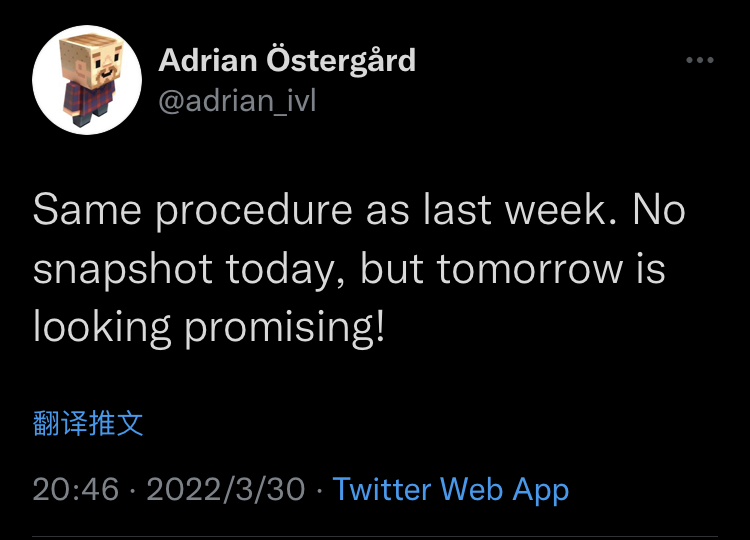 Adrian Östergård
@adrian_ivl
Same procedure as last week. No
snapshot today, but tomorrow is
looking promising!
翻译推文
20:46 · 2022/3/30 · Twitter Web App